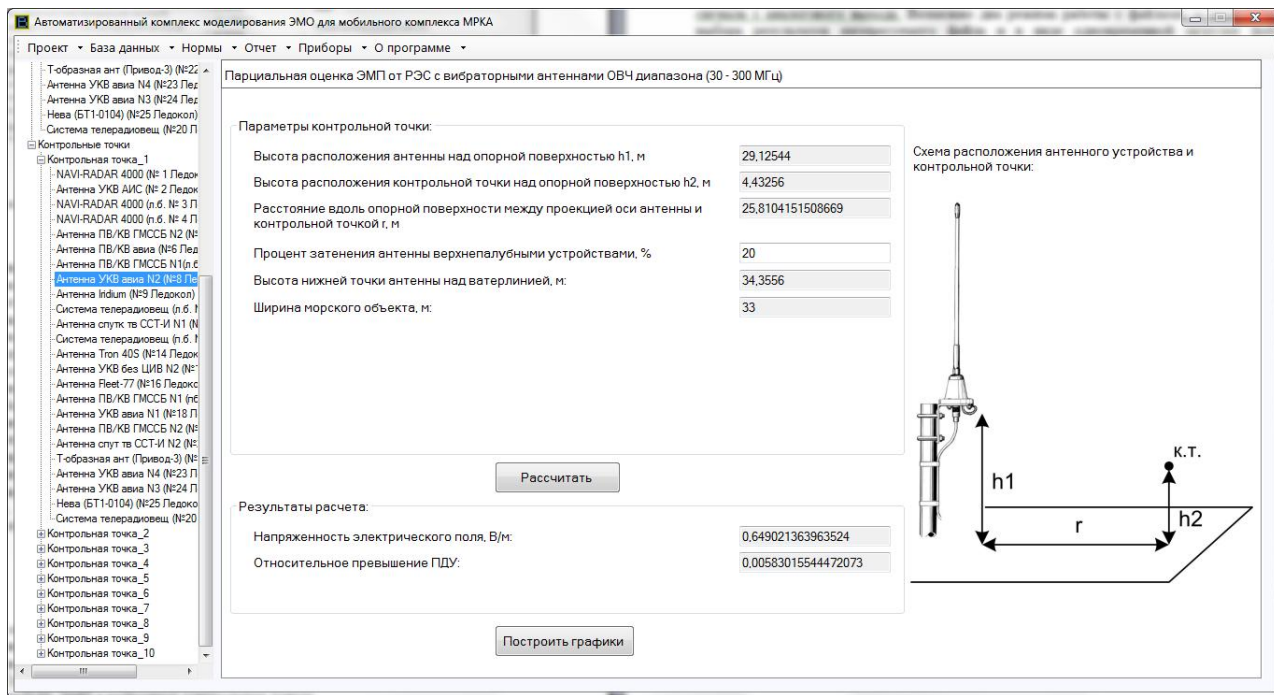 Автоматизированный комплекс моделирования ЭМО для мобильного комплекса МРКА
Проект База данных Нормы Отчет Приборы О программе
Т-образная ант (Привод-3) (№22
Антенна УКВ авиа N4 (№23 Лед
Антенна УКВ авиа N3 (№24 Лед
Нева (БТ1-0104) (№25 Ледокол)
Система телерадиовещ (№20 Л
Контрольные точки
Контрольная точка_1
NAVI-RADAR 4000 (№ 1 Ледок
Антенна УКВ АИС (№ 2 Ледок
NAVI-RADAR 4000 (п.б. № 3 Л
NAVI-RADAR 4000 (п.б. № 4 Л
Антенна ПВ/КВ ГМССБ N2 (№
Антенна ПВ/КВ авиа (№6 Лед
Антенна ПВ/КВ ГМССБ N1(л.б
Антенна УКВ авиа N2 (№8 Ле
Антенна Iridium (№9 Ледокол)
Система телерадиовещ (п.б.
Антенна спутк тв ССТ-И N1 (N
Система телерадиовещ (п.б.
Антенна Tron 40S (№14 Ледок
Антенна УКВ без ЦИВ N2 (№
Антенна Fleet-77 (№16 Ледоко
Антенна ПВ/КВ ГМССБ N1 (пб
Антенна УКВ авиа N1 (№18 Л
Антенна ПВ/КВ ГМССБ N2 (№
Антенна спут тв ССТ-И N2 (№
Т-образная ант (Привод-3) (№
Антенна УКВ авиа N4 (№23 Л
Антенна УКВ авиа N3 (№24 Л
Нева (БТ1-0104) (№25 Ледоко
Система телерадиовещ (№20
Контрольная точка_2
Контрольная точка_3
Контрольная точка_4
Контрольная точка_5
Контрольная точка_6
Контрольная точка_7
Контрольная точка_8
Контрольная точка_9
Контрольная точка_10
Парциальная оценка ЭМП от РЭС с вибраторными антеннами ОВЧ диапазона (30 - 300 МГц)
Параметры контрольной точки:
Высота расположения антенны над опорной поверхностью h1, м 29,12544
Высота расположения контрольной точки над опорной поверхностью h2, м 4,43256
Расстояние вдоль опорной поверхности между проекцией оси антенны и
контрольной точкой r, м 25,8104151508669
Процент затенения антенны верхнепалубными устройствами, % 20
Высота нижней точки антенны над ватерлинией, м: 34,3556
Ширина морского объекта, м: 33
Рассчитать
Результаты расчета:
Напряженность электрического поля, В/м: 0,649021363963524
Относительное превышение ПДУ: 0,00583015544472073
Построить графики
Схема расположения антенного устройства и
контрольной точки:
к.т.
h1
h2
r